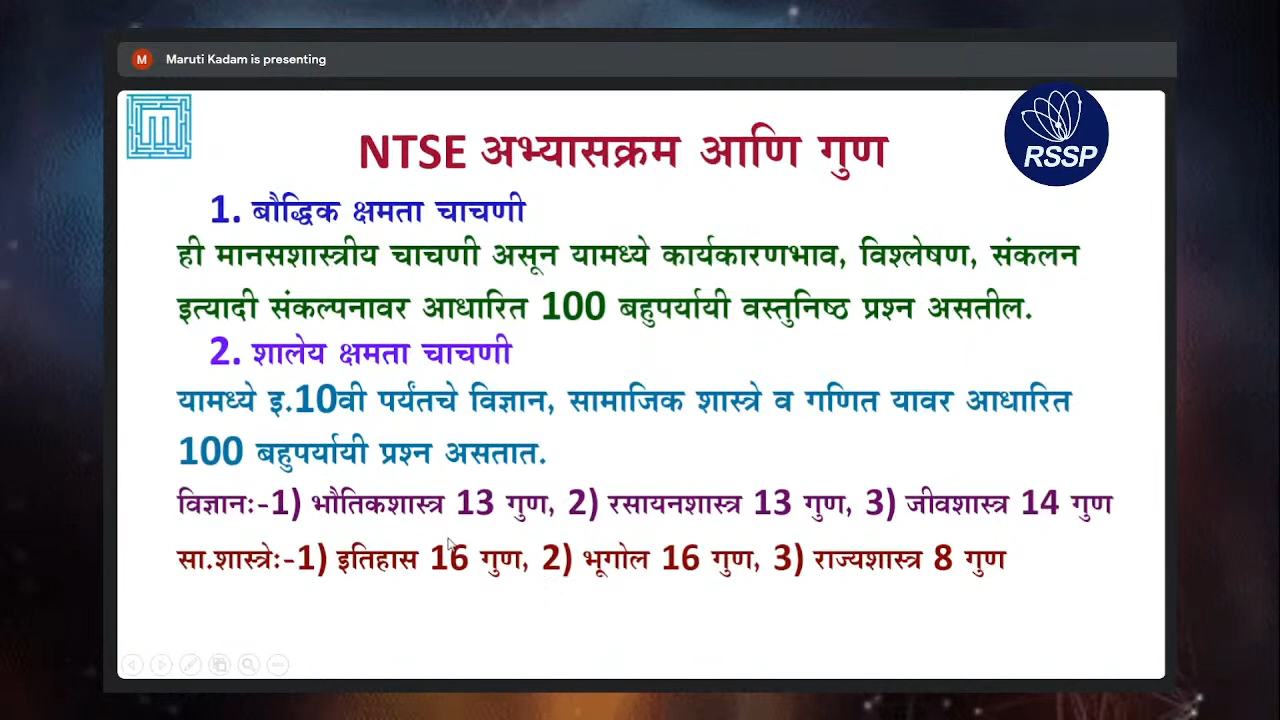 M Maruti Kadam is presenting
RSSP
NTSE अभ्यासक्रम आणि गुण
1. बौद्धिक क्षमता चाचणी
ही मानसशास्त्रीय चाचणी असून यामध्ये कार्यकारणभाव, विश्लेषण, संकलन
इत्यादी संकल्पनावर आधारित 100 बहुपर्यायी वस्तुनिष्ठ प्रश्न असतील.
2. शालेय क्षमता चाचणी
यामध्ये इ.10वी पर्यंतचे विज्ञान, सामाजिक शास्त्रे व गणित यावर आधारित
100 बहुपर्यायी प्रश्न असतात.
विज्ञानः-1) भौतिकशास्त्र 13 गुण, 2) रसायनशास्त्र 13 गुण, 3) जीवशास्त्र 14 गुण
सा.शास्त्रेः-1) इतिहास 16 गुण, 2) भूगोल 16 गुण, 3) राज्यशास्त्र 8 गुण